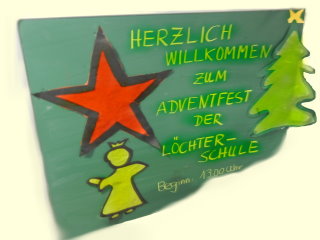 HERZLICH
WILLKOMMEN
ZUM
ADVENTFEST
DER
LÖCHTER-
SCHULE
Beginn: 13.00 Uhr